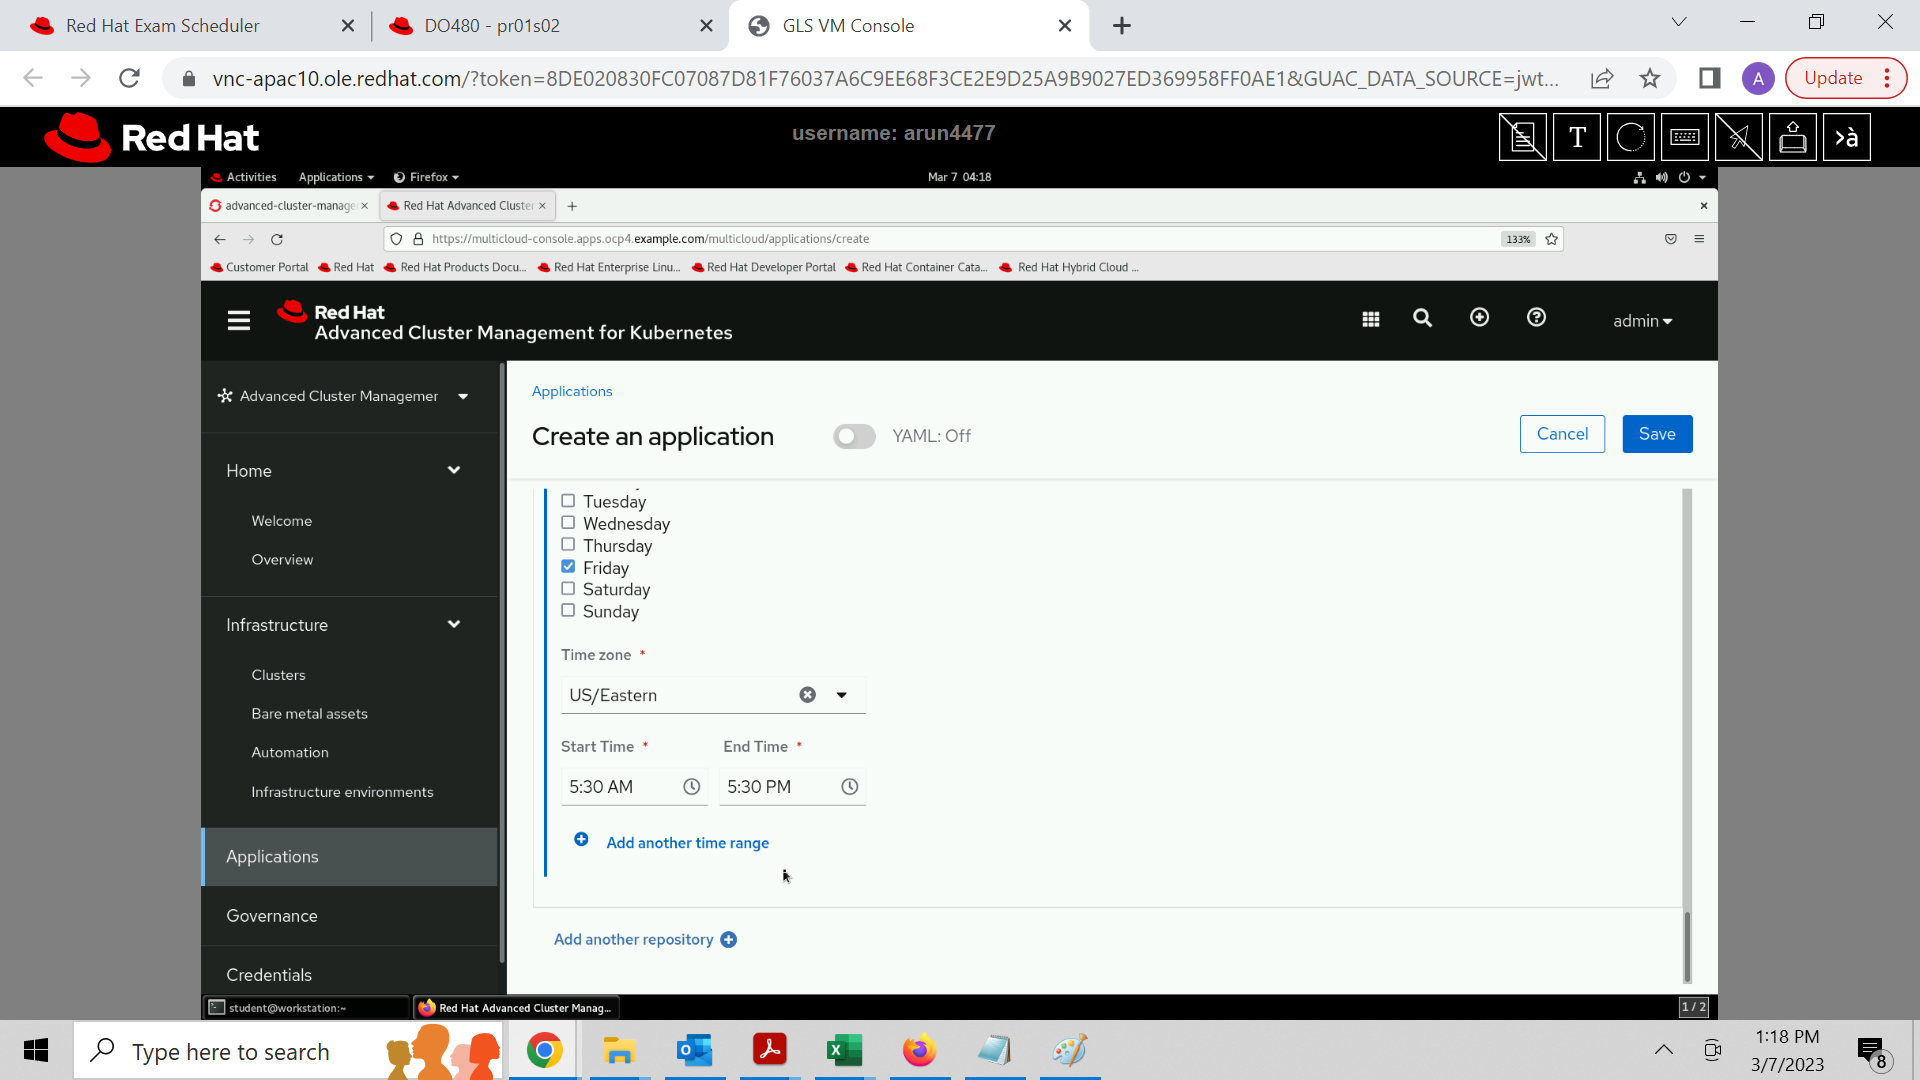 Red Hat Exam Scheduler
DO480 - pr01s02
GLS VM Console
vnc-apac10.ole.redhat.com/?token=8DE020830FC07087D81F76037A6C9EE68F3CE2E9D25A9B9027ED369958FF0AE1&GUAC_DATA_SOURCE=jwt...
A
Update
Red Hat
username: arun4477
T
>à
Activities
Applications
Firefox
Mar 7 04:18
advanced-cluster-manage
Red Hat Advanced Cluster
https://multicloud-console.apps.ocp4.example.com/multicloud/applications/create
133%
Customer Portal
Red Hat
Red Hat Products Docu...
Red Hat Enterprise Linu...
Red Hat Developer Portal
Red Hat Container Cata...
Red Hat Hybrid Cloud ...
Red Hat
Advanced Cluster Management for Kubernetes
admin
Advanced Cluster Managemer
Home
Welcome
Overview
Infrastructure
Clusters
Bare metal assets
Automation
Infrastructure environments
Applications
Governance
Credentials
Applications
Create an application
YAML: Off
Cancel
Save
Tuesday
Wednesday
Thursday
Friday
Saturday
Sunday
Time zone *
US/Eastern
Start Time *
End Time *
5:30 AM
5:30 PM
Add another time range
Add another repository
student@workstation:~
Red Hat Advanced Cluster Manag...
1 / 2
Type here to search
1:18 PM
3/7/2023
8